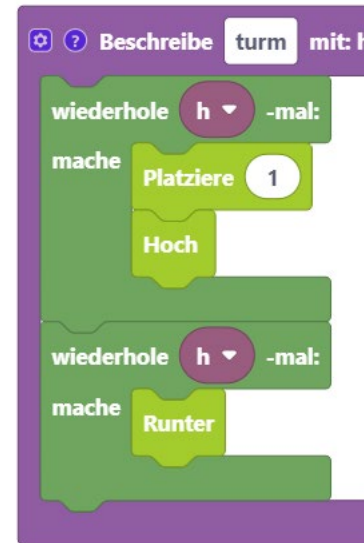 ? Beschreibe turm mit: h
wiederhole h -mal:
mache
Platziere 1
Hoch
wiederhole h -mal:
mache
Runter